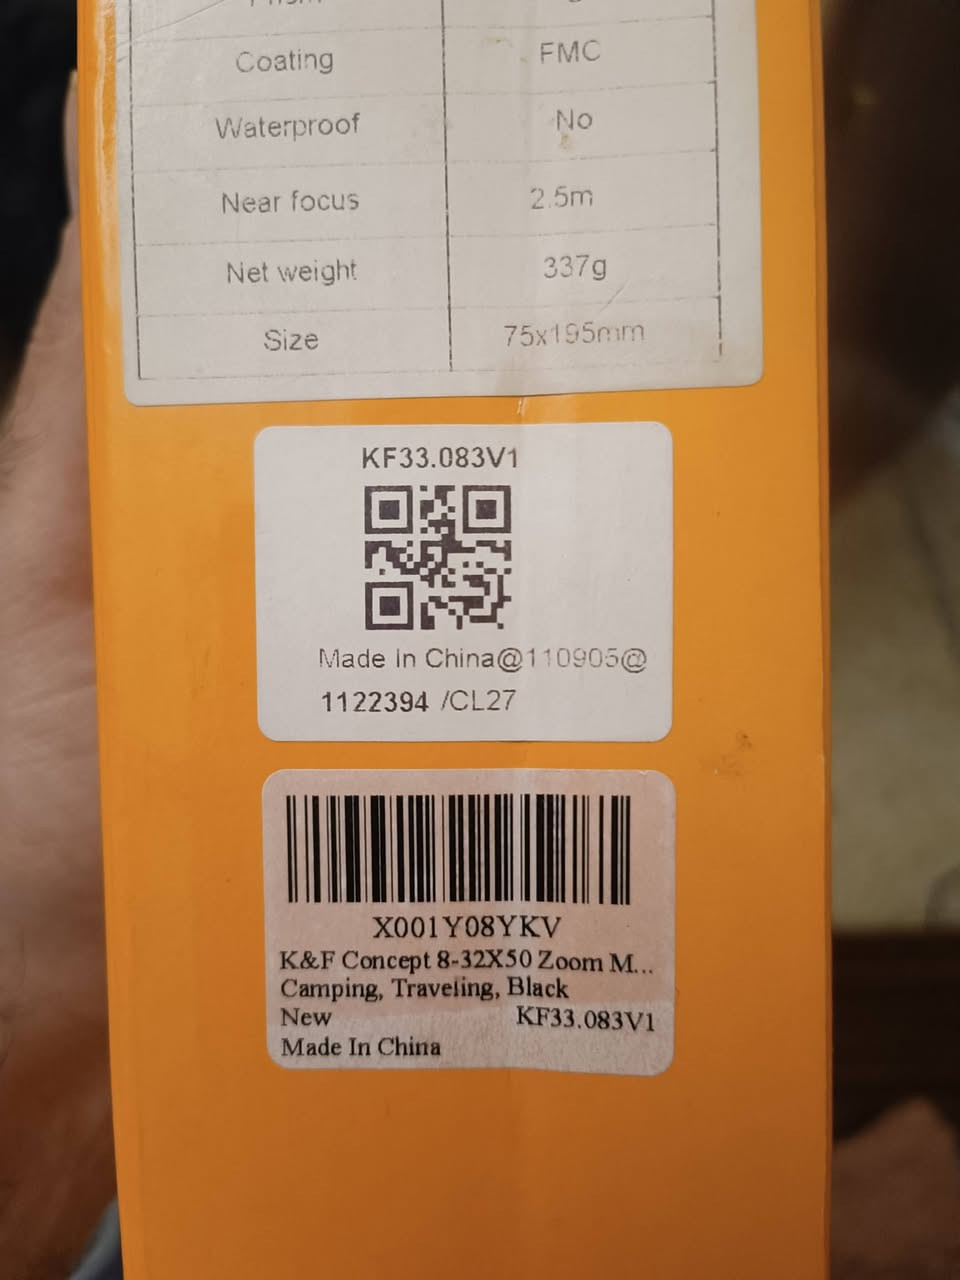 Coating FMC
Waterproof No
Near focus 2.5m
Net weight 337g
Size 75x195mm
KF33.083V1
Made In China@110905@
1122394 /CL27
X001Y08YKV
K&F Concept 8-32X50 Zoom M...
Camping, Traveling, Black
New KF33.083V1
Made In China